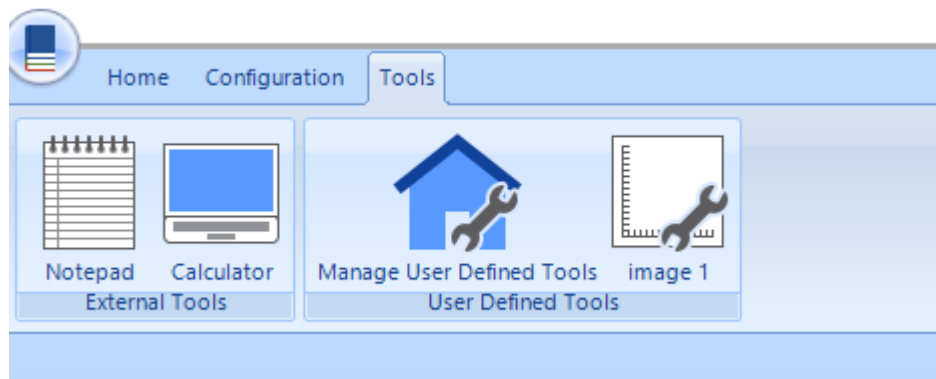 Home Configuration Tools
Notepad Calculator Manage User Defined Tools image 1
External Tools User Defined Tools